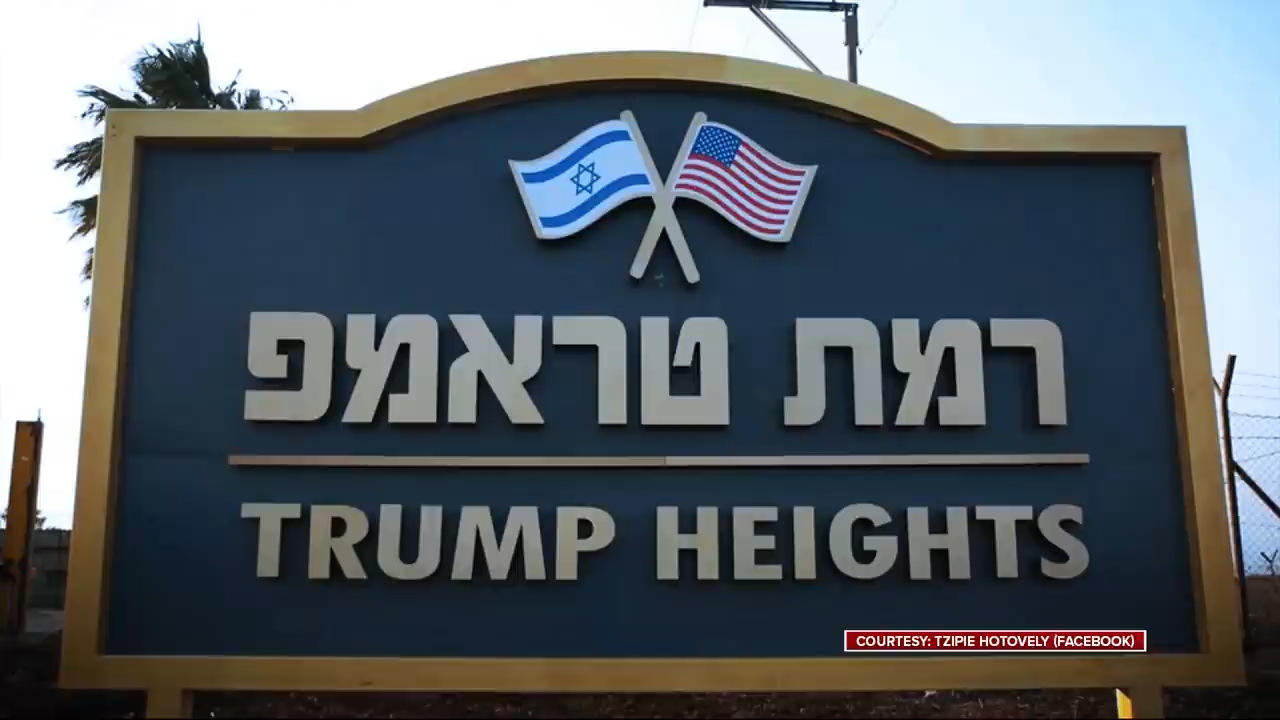 רמת טראמפ
TRUMP HEIGHTS
COURTESY: TZIPIE HOTOVELY (FACEBOOK)